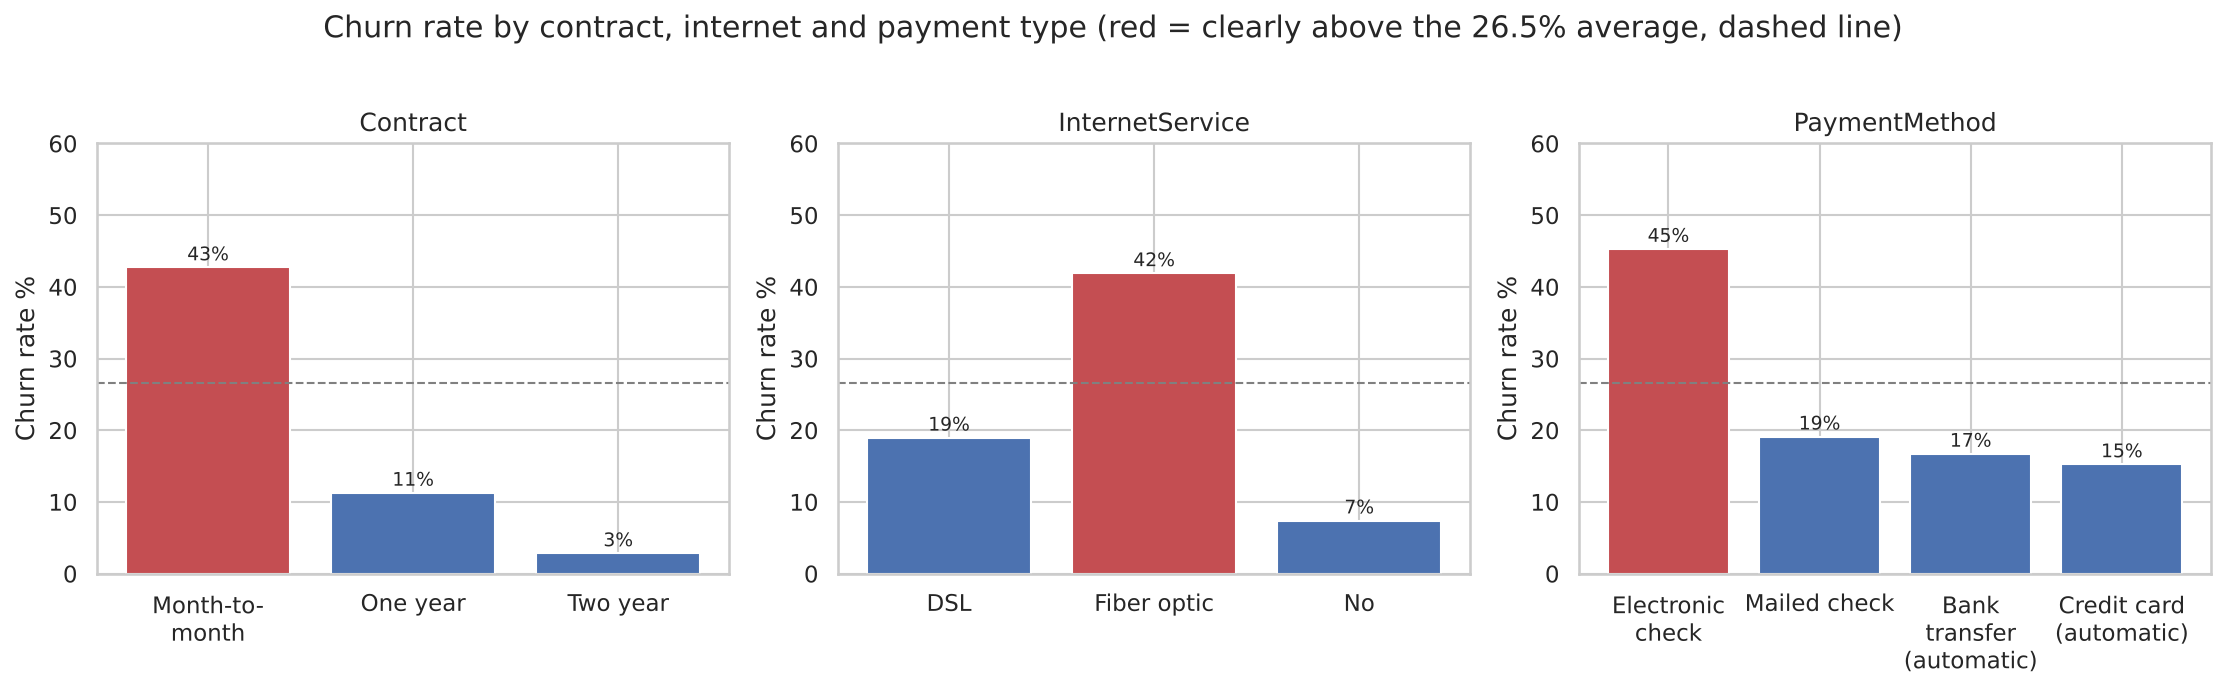 Churn rate by contract, internet and payment type (red = clearly above the 26.5% average, dashed line)
Contract
Churn rate %
60
50
40
30
20
10
0
43%
11%
3%
Month-to-
month
One year
Two year
InternetService
Churn rate %
60
50
40
30
20
10
0
19%
42%
7%
DSL
Fiber optic
No
PaymentMethod
Churn rate %
60
50
40
30
20
10
0
45%
19%
17%
15%
Electronic
check
Mailed check
Bank
transfer
(automatic)
Credit card
(automatic)